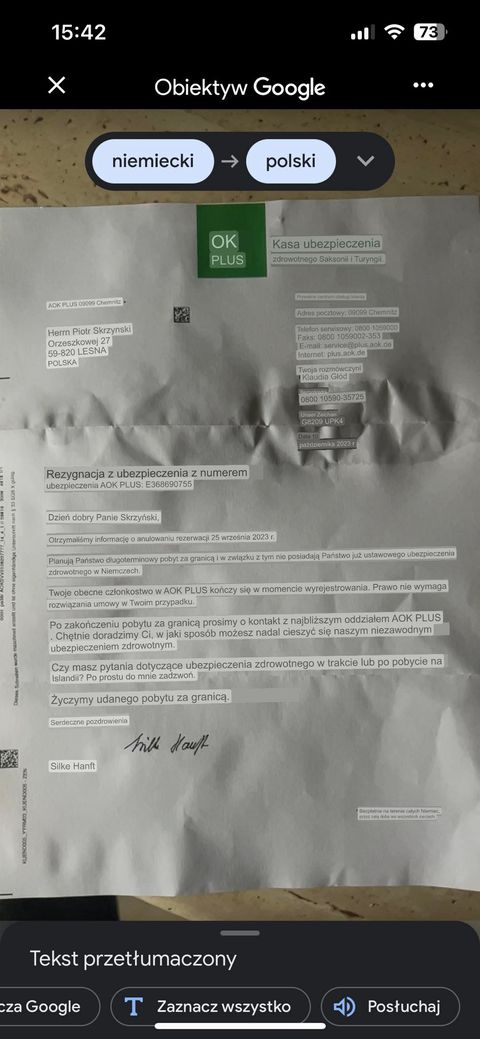 15:42
73
Obiektyw Google
niemiecki → polski
OK
PLUS
Kasa ubezpieczenia
zdrowotnego Saksonii i Turyngii.
AOK PLUS 09099 Chemnitz
Herrn Piotr Skrzynski
Orzeszkowej 27
59-820 LESNA
POLSKA
Adres pocztowy: 09099 Chemnitz
Telefon serwisowy: 0800 1059000
Faks: 0800 1059002-353
E-mail: service@plus.aok.de
Internet: plus.aok.de
Twoja rozmówczyni
Klaudia Głód
0800 10590-35725
Unser Zeichen
G8209 UPK4
Data 10
października 2023 r
Rezygnacja z ubezpieczenia z numerem
ubezpieczenia AOK PLUS: E368690755
Dzień dobry Panie Skrzyński,
Otrzymaliśmy informację o anulowaniu rezerwacji 25 września 2023 r.
Planują Państwo długoterminowy pobyt za granicą i w związku z tym nie posiadają Państwo już ustawowego ubezpieczenia
zdrowotnego w Niemczech.
Twoje obecne członkostwo w AOK PLUS kończy się w momencie wyrejestrowania. Prawo nie wymaga
rozwiązania umowy w Twoim przypadku.
Po zakończeniu pobytu za granicą prosimy o kontakt z najbliższym oddziałem AOK PLUS
. Chętnie doradzimy Ci, w jaki sposób możesz nadal cieszyć się naszym niezawodnym
ubezpieczeniem zdrowotnym.
Czy masz pytania dotyczące ubezpieczenia zdrowotnego w trakcie lub po pobycie na
Islandii? Po prostu do mnie zadzwoń.
Życzymy udanego pobytu za granicą.
Serdeczne pozdrowienia
Silke Hanft
Silke Hanft
Bezpłatnie na terenie całych Niemiec,
Tekst przetłumaczony
cza Google
Zaznacz wszystko
Posłuchaj